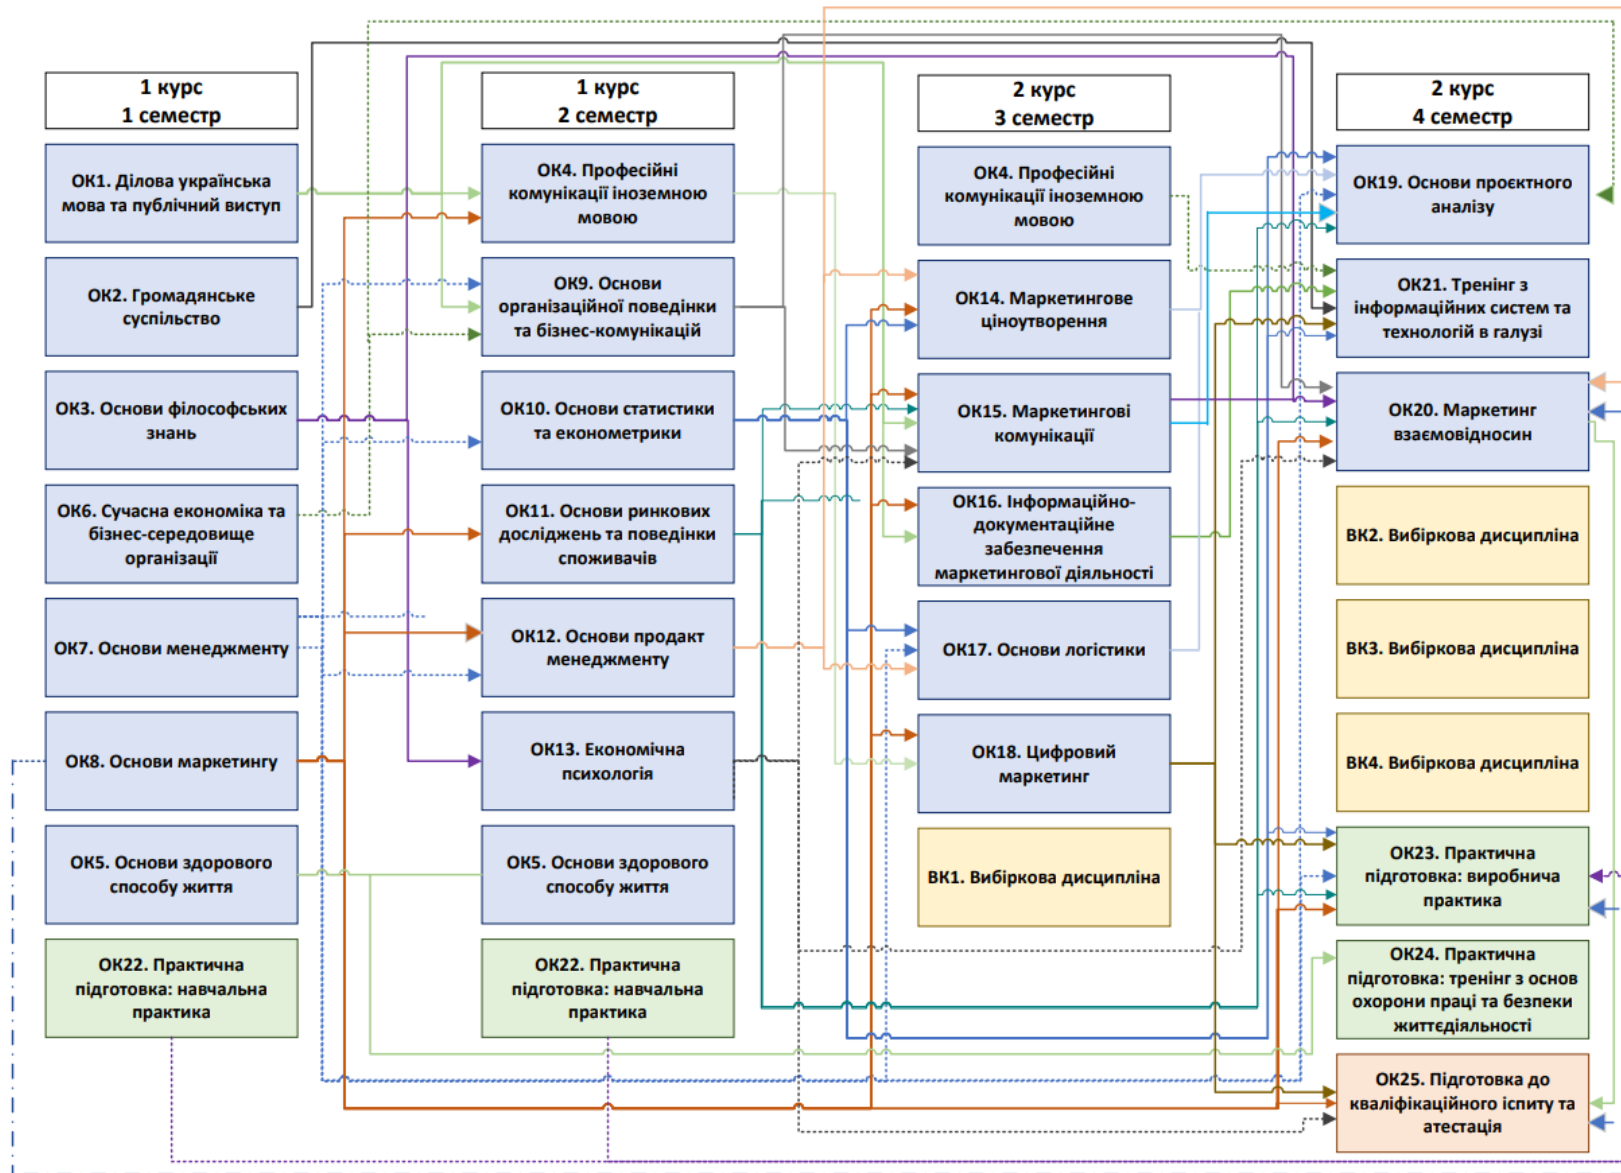 1 курс
1 семестр
ОК1. Ділова українська
мова та публічний виступ
ОК2. Громадянське
суспільство
ОК3. Основи філософських
знань
ОК6. Сучасна економіка та
бізнес-середовище
організації
ОК7. Основи менеджменту
ОК8. Основи маркетингу
ОК5. Основи здорового
способу життя
ОК22. Практична
підготовка: навчальна
практика
1 курс
2 семестр
ОК4. Професійні
комунікації іноземною
мовою
ОК9. Основи
організаційної поведінки
та бізнес-комунікацій
ОК10. Основи статистики
та економетрики
ОК11. Основи ринкових
досліджень та поведінки
споживачів
ОК12. Основи продакт
менеджменту
ОК13. Економічна
психологія
ОК5. Основи здорового
способу життя
ОК22. Практична
підготовка: навчальна
практика
2 курс
3 семестр
ОК4. Професійні
комунікації іноземною
мовою
ОК14. Маркетингове
ціноутворення
ОК15. Маркетингові
комунікації
ОК16. Інформаційно-
документаційне
забезпечення
маркетингової діяльності
ОК17. Основи логістики
ОК18. Цифровий
маркетинг
ВК1. Вибіркова дисципліна
2 курс
4 семестр
ОК19. Основи проєктного
аналізу
ОК21. Тренінг з
інформаційних систем та
технологій в галузі
ОК20. Маркетинг
взаємовідносин
ВК2. Вибіркова дисципліна
ВК3. Вибіркова дисципліна
ВК4. Вибіркова дисципліна
ОК23. Практична
підготовка: виробнича
практика
ОК24. Практична
підготовка: тренінг з основ
охорони праці та безпеки
життєдіяльності
ОК25. Підготовка до
кваліфікаційного іспиту та
атестація